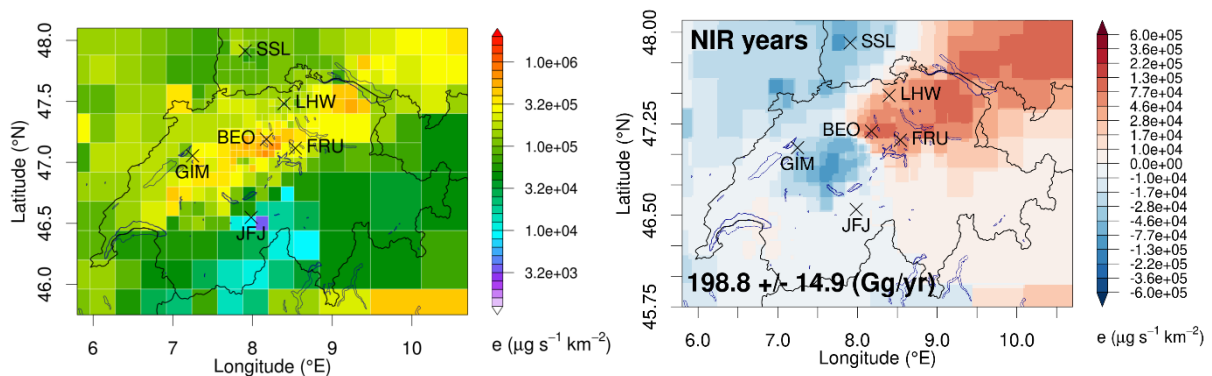 48.0
47.5
47.0
46.5
46.0
Latitude (°N)
SSL
LHW
BEO
FRU
GIM
JFJ
6
7
8
9
10
Longitude (°E)
1.0e+06
3.2e+05
1.0e+05
3.2e+04
1.0e+04
3.2e+03
e (μg s⁻¹ km⁻²)
48.00
47.25
46.50
45.75
Latitude (°N)
NIR years
SSL
LHW
BEO
FRU
GIM
JFJ
198.8 +/- 14.9 (Gg/yr)
6.0
7.0
8.0
9.0
10.0
Longitude (°E)
6.0e+05
3.6e+05
2.2e+05
1.3e+05
7.7e+04
4.6e+04
2.8e+04
1.7e+04
1.0e+04
0.0e+00
-1.0e+04
-1.7e+04
-2.8e+04
-4.6e+04
-7.7e+04
-1.3e+05
-2.2e+05
-3.6e+05
-6.0e+05
e (μg s⁻¹ km⁻²)